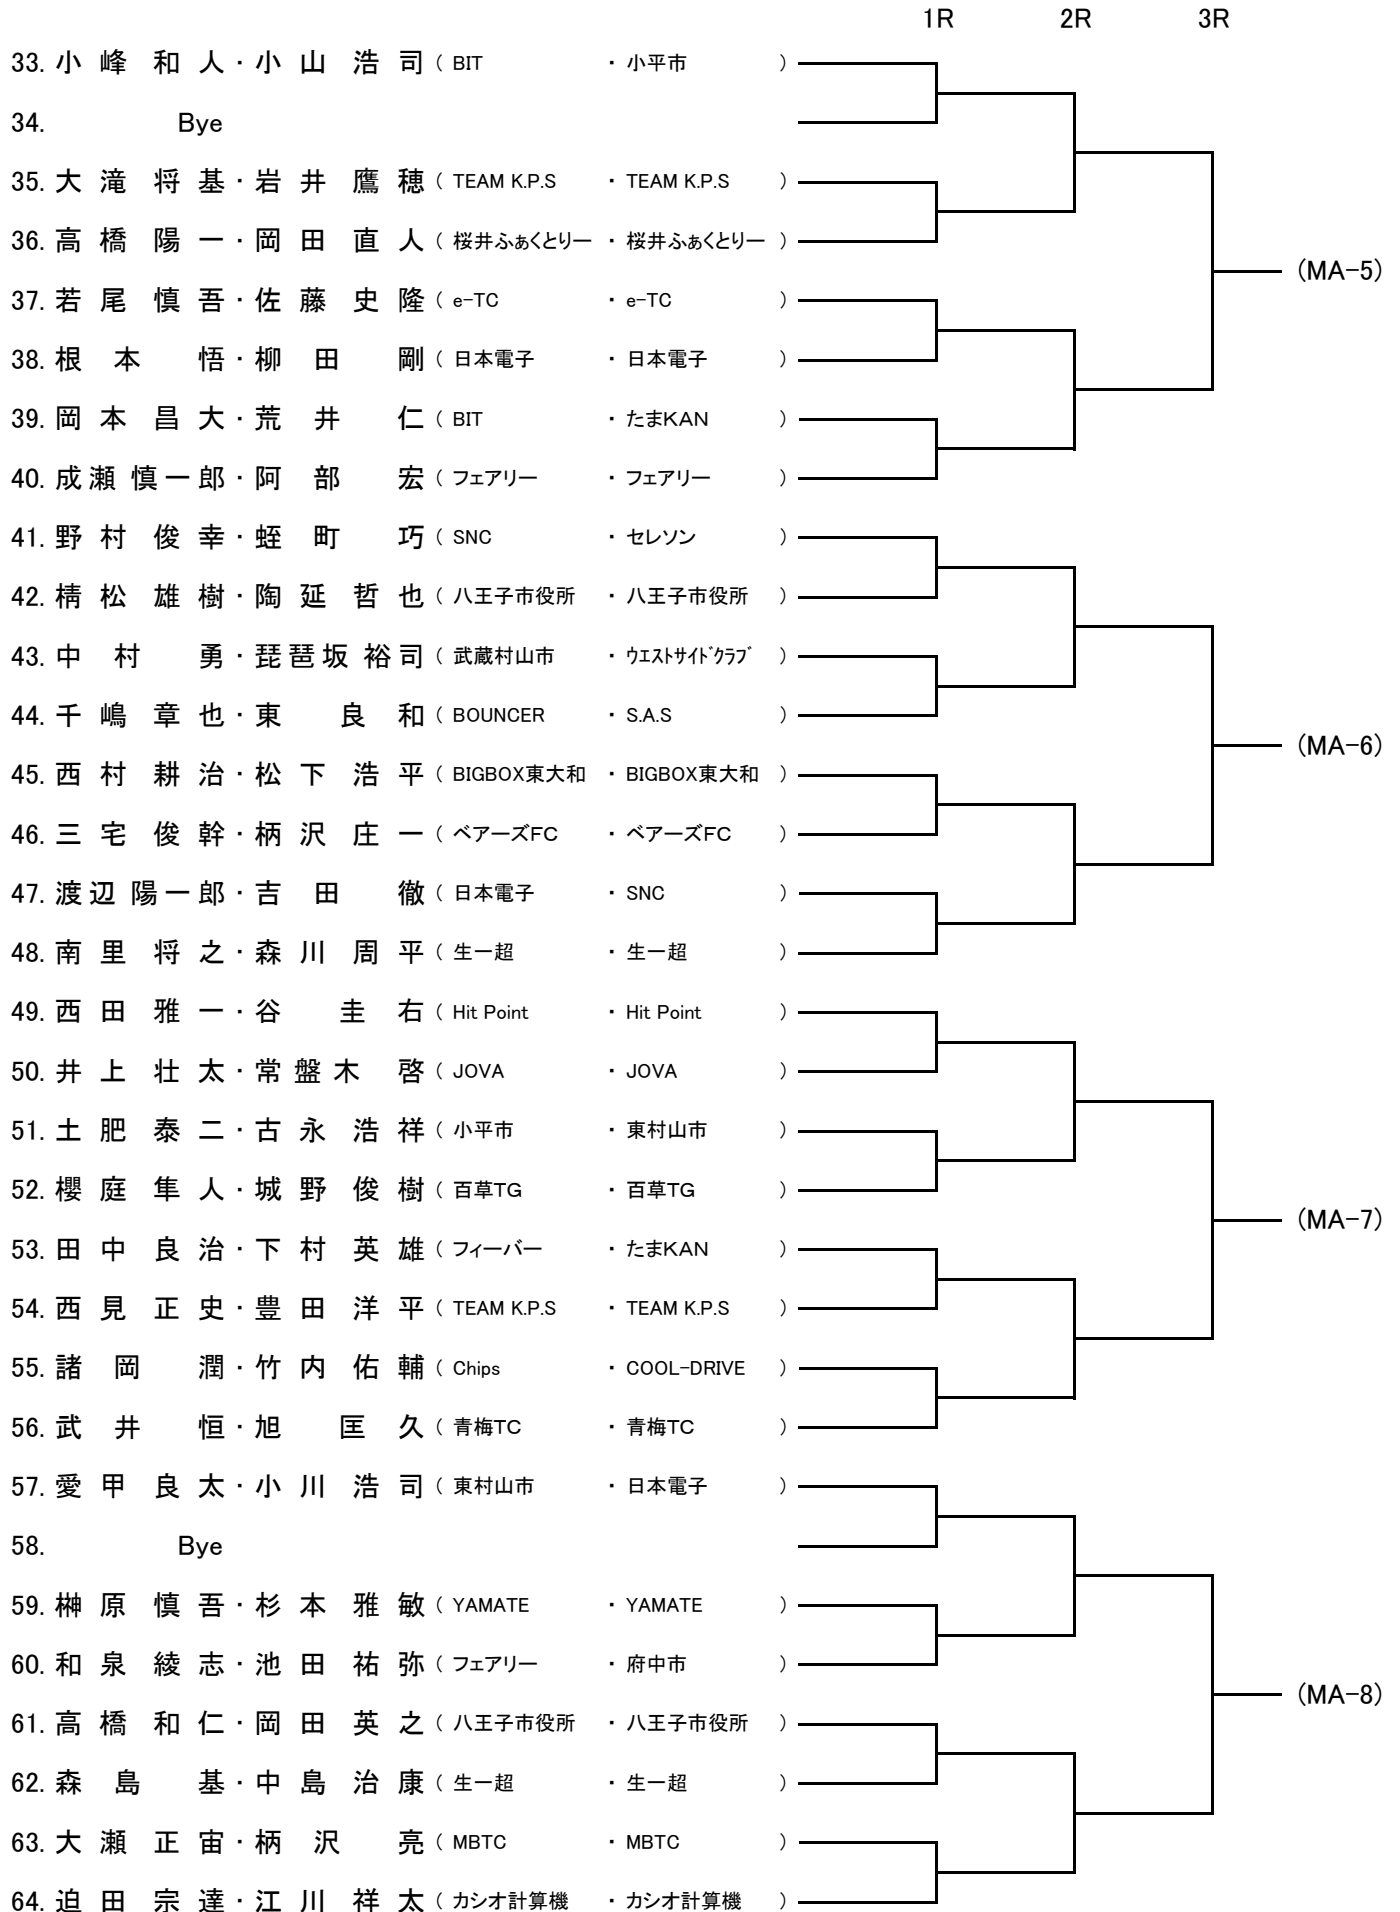 1R 2R 3R
33. 小峰 和人・小山 浩司 ( BIT ・ 小平市 )
34. Bye
35. 大滝 将基・岩井 鷹穂 ( TEAM K.P.S ・ TEAM K.P.S )
36. 高橋 陽一・岡田 直人 ( 桜井ふぁくとりー ・ 桜井ふぁくとりー )
(MA-5)
37. 若尾 慎吾・佐藤 史隆 ( e-TC ・ e-TC )
38. 根本 悟・柳田 剛 ( 日本電子 ・ 日本電子 )
39. 岡本 昌大・荒井 仁 ( BIT ・ たまKAN )
40. 成瀬 慎一郎・阿部 宏 ( フェアリー ・ フェアリー )
41. 野村 俊幸・蛭町 巧 ( SNC ・ セレソン )
42. 棈松 雄樹・陶延 哲也 ( 八王子市役所 ・ 八王子市役所 )
43. 中村 勇・琵琶坂 裕司 ( 武蔵村山市 ・ ウエストサイドクラブ )
44. 千嶋 章也・東 良和 ( BOUNCER ・ S.A.S )
(MA-6)
45. 西村 耕治・松下 浩平 ( BIGBOX東大和 ・ BIGBOX東大和 )
46. 三宅 俊幹・柄沢 庄一 ( ベアーズFC ・ ベアーズFC )
47. 渡辺 陽一郎・吉田 徹 ( 日本電子 ・ SNC )
48. 南里 将之・森川 周平 ( 生一超 ・ 生一超 )
49. 西田 雅一・谷 圭右 ( Hit Point ・ Hit Point )
50. 井上 壮太・常盤木 啓 ( JOVA ・ JOVA )
51. 土肥 泰二・古永 浩祥 ( 小平市 ・ 東村山市 )
52. 櫻庭 隼人・城野 俊樹 ( 百草TG ・ 百草TG )
(MA-7)
53. 田中 良治・下村 英雄 ( フィーバー ・ たまKAN )
54. 西見 正史・豊田 洋平 ( TEAM K.P.S ・ TEAM K.P.S )
55. 諸岡 潤・竹内 佑輔 ( Chips ・ COOL-DRIVE )
56. 武井 恒・旭 匡久 ( 青梅TC ・ 青梅TC )
57. 愛甲 良太・小川 浩司 ( 東村山市 ・ 日本電子 )
58. Bye
59. 榊原 慎吾・杉本 雅敏 ( YAMATE ・ YAMATE )
60. 和泉 綾志・池田 祐弥 ( フェアリー ・ 府中市 )
(MA-8)
61. 高橋 和仁・岡田 英之 ( 八王子市役所 ・ 八王子市役所 )
62. 森島 基・中島 治康 ( 生一超 ・ 生一超 )
63. 大瀬 正宙・柄沢 亮 ( MBTC ・ MBTC )
64. 迫田 宗達・江川 祥太 ( カシオ計算機 ・ カシオ計算機 )